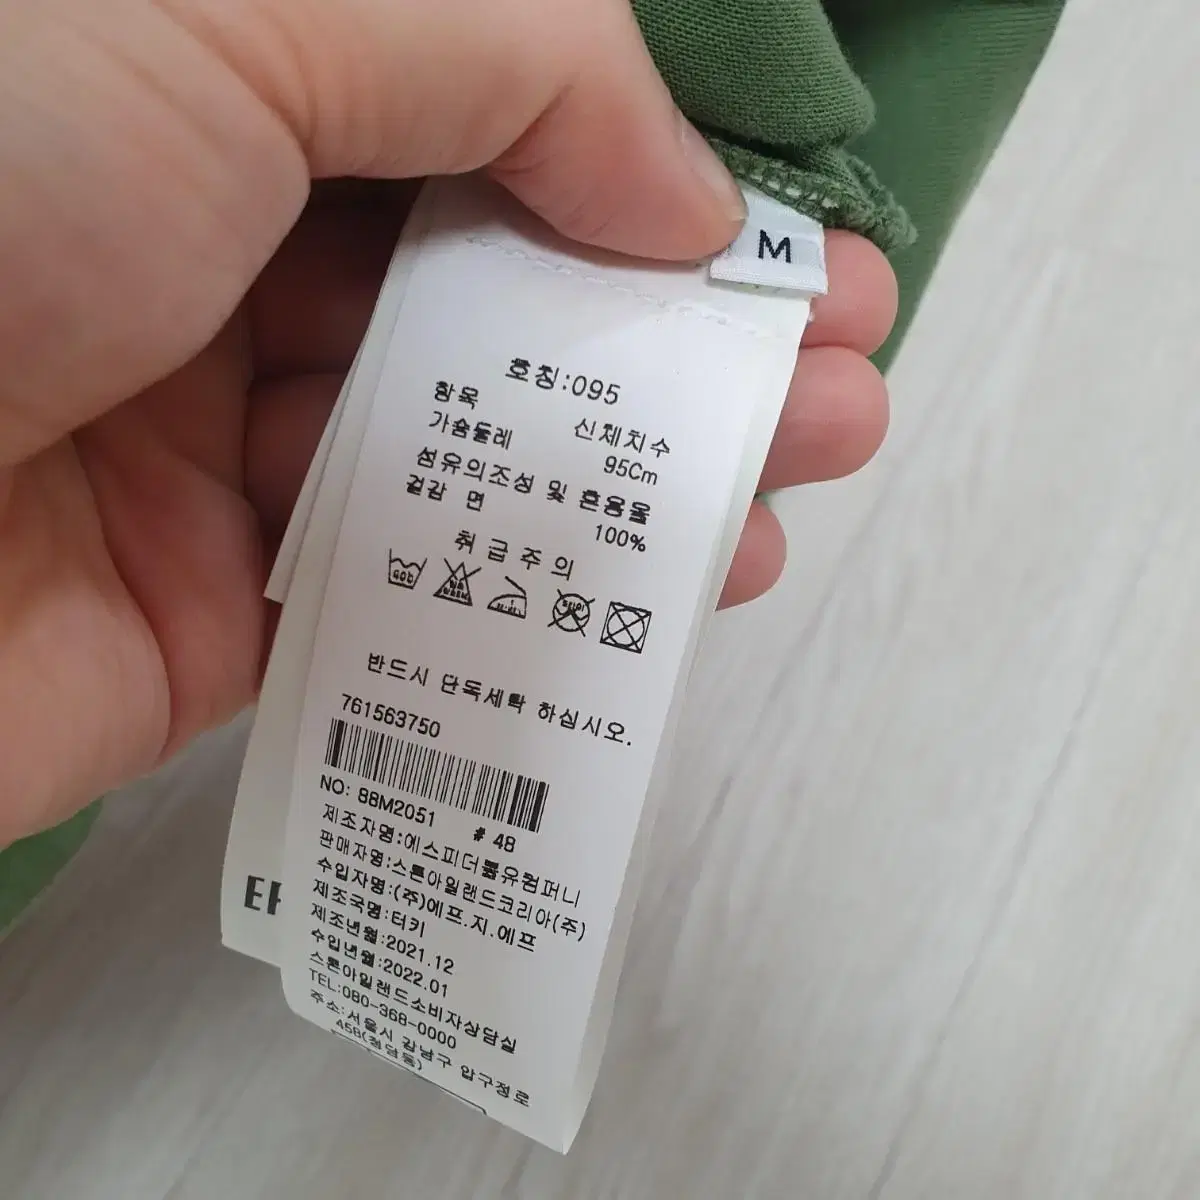 M
호칭:095
항목 신체치수
가슴둘레 95Cm
섬유의조성 및 혼용율
겉감 면 100%
취급주의
반드시 단독세탁 하십시오.
761563750
NO: 88M2051 # 48
제조자명:에스피더블유컴퍼니
판매자명:스톤아일랜드코리아(주)
수입자명:(주)에프.지.에프
제조국명:터키
제조년월:2021.12
수입년월:2022.01
스톤아일랜드소비자상담실
TEL:080-368-0000
주소:서울시 강남구 압구정로
458(청담동)